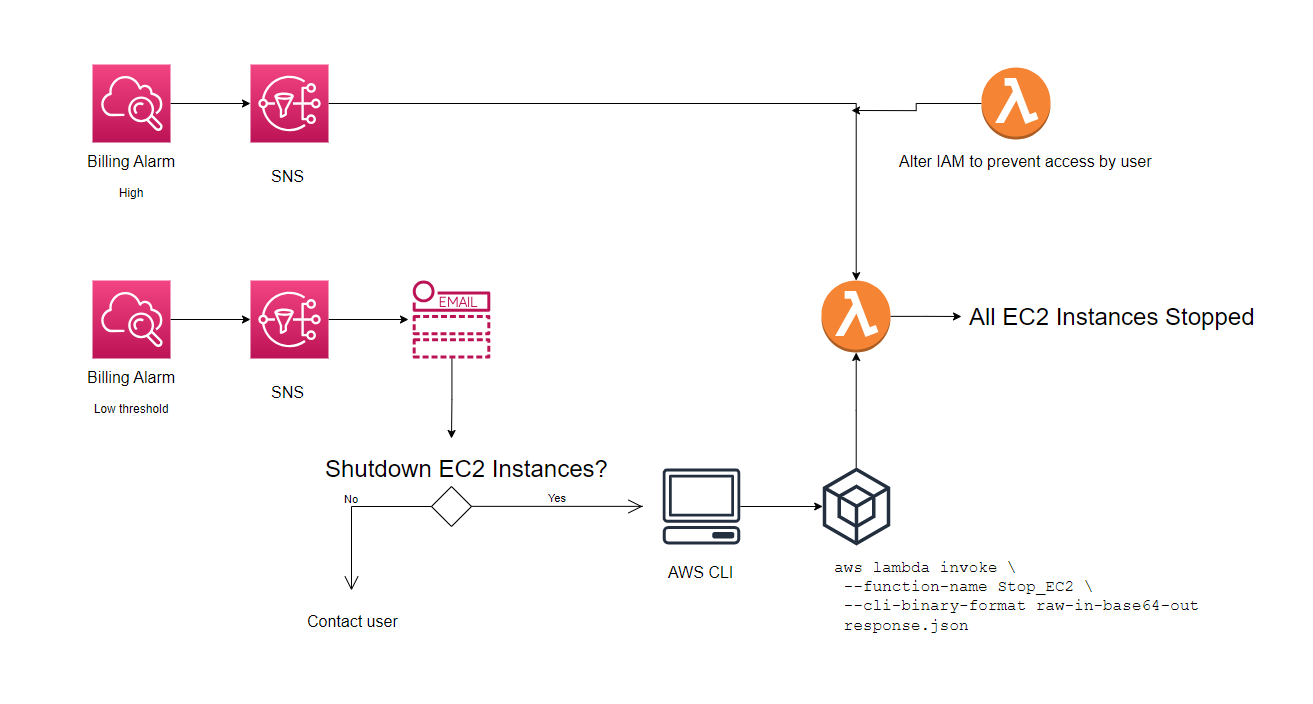 Billing Alarm
High
SNS
Alter IAM to prevent access by user
Billing Alarm
Low threshold
SNS
EMAIL
All EC2 Instances Stopped
Shutdown EC2 Instances?
No
Yes
AWS CLI
Contact user
aws lambda invoke \
--function-name Stop_EC2 \
--cli-binary-format raw-in-base64-out
response.json